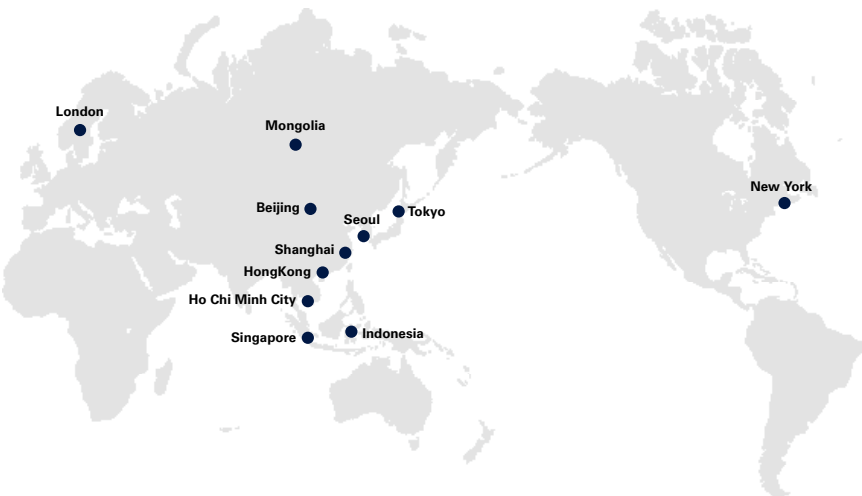 London
Mongolia
New York
Beijing
Tokyo
Seoul
Shanghai
HongKong
Ho Chi Minh City
Indonesia
Singapore